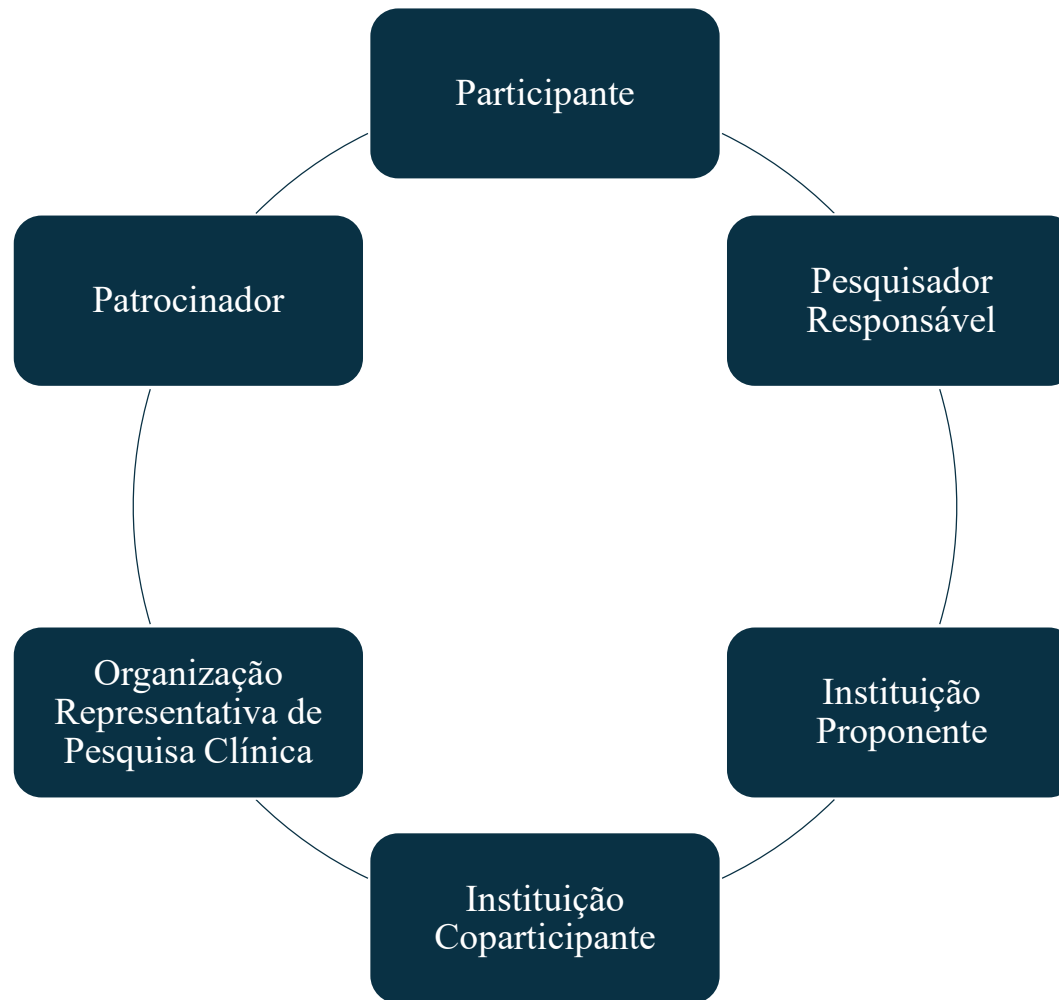 Participante
Patrocinador
Pesquisador
Responsável
Organização
Representativa de
Pesquisa Clínica
Instituição
Proponente
Instituição
Coparticipante